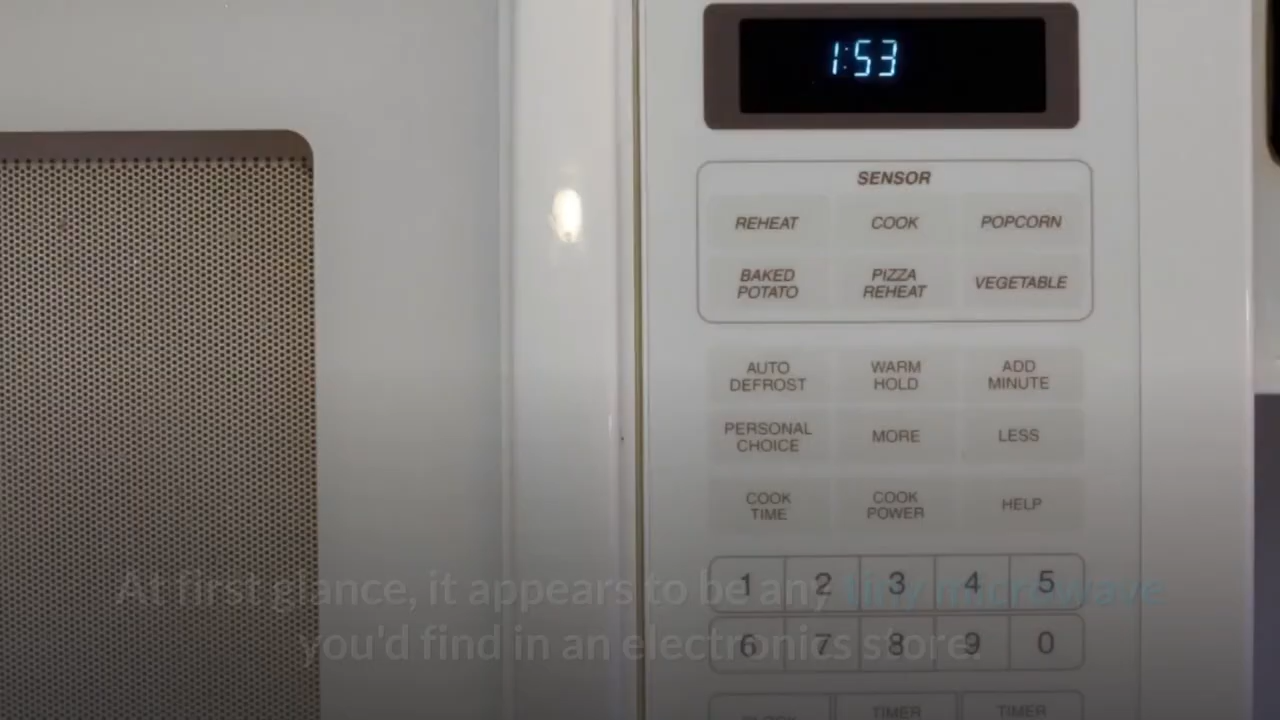 1:53
SENSOR
REHEAT COOK POPCORN
BAKED POTATO PIZZA REHEAT VEGETABLE
AUTO DEFROST WARM HOLD ADD MINUTE
PERSONAL CHOICE MORE LESS
COOK TIME COOK POWER HELP
1 2 3 4 5
At first glance, it appears to be any tiny microwave
6 7 8 9 0
you'd find in an electronics store.
TIMER TIMER